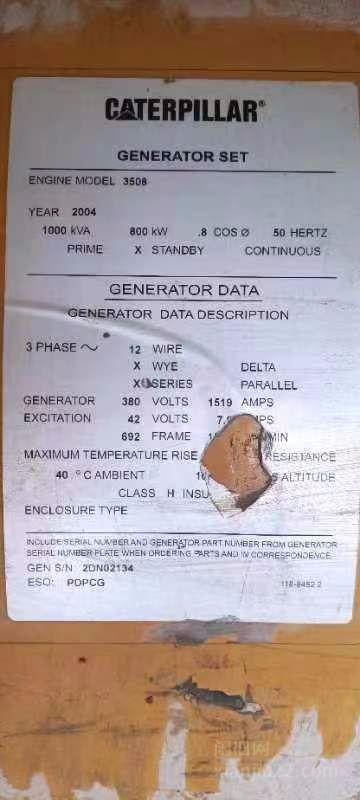 CATERPILLAR®
GENERATOR SET
ENGINE MODEL 3508
YEAR 2004
1000 kVA 800 kW .8 COS Ø 50 HERTZ
PRIME X STANDBY CONTINUOUS
GENERATOR DATA
GENERATOR DATA DESCRIPTION
3 PHASE ~ 12 WIRE
X WYE DELTA
X SERIES PARALLEL
GENERATOR 380 VOLTS 1519 AMPS
EXCITATION 42 VOLTS
692 FRAME
MAXIMUM TEMPERATURE RISE RESISTANCE
40 °C AMBIENT ALTITUDE
CLASS H
ENCLOSURE TYPE
INCLUDE SERIAL NUMBER AND GENERATOR PART NUMBER FROM GENERATOR
SERIAL NUMBER PLATE WHEN ORDERING PARTS AND IN CORRESPONDENCE.
GEN S/N 2DN02134
ESO: PDPCG